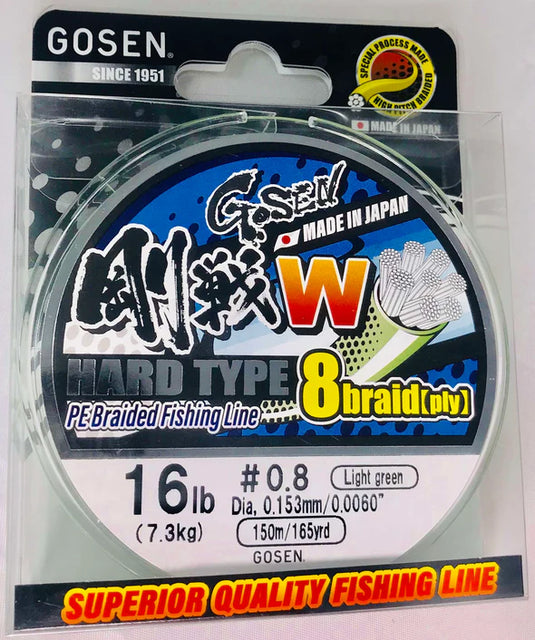 GOSEN®
SINCE 1951
SPECIAL PROCESS MADE
HIGH PITCH BRAIDED
MADE IN JAPAN
GOSEN
MADE IN JAPAN
剛戦W
HARD TYPE
8braid【ply】
PE Braided Fishing Line
16lb
(7.3kg)
#0.8
Light green
Dia, 0.153mm/0.0060"
150m/165yrd
GOSEN.
SUPERIOR QUALITY FISHING LINE